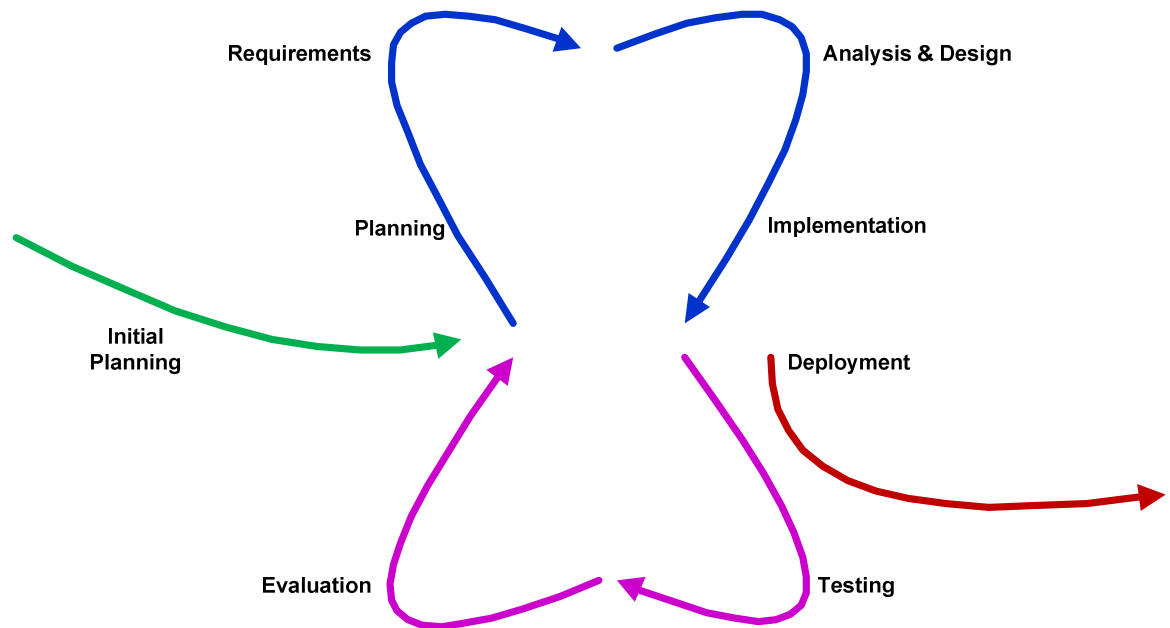 Requirements
Analysis & Design
Planning
Implementation
Initial
Planning
Deployment
Evaluation
Testing